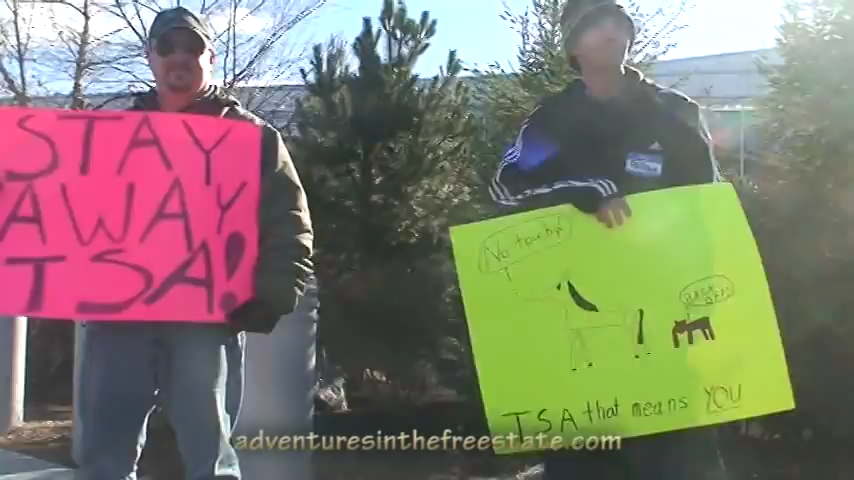 STAY
AWAY
TSA!
No touchy!
TSA that means YOU
adventuresinthefreestate.com